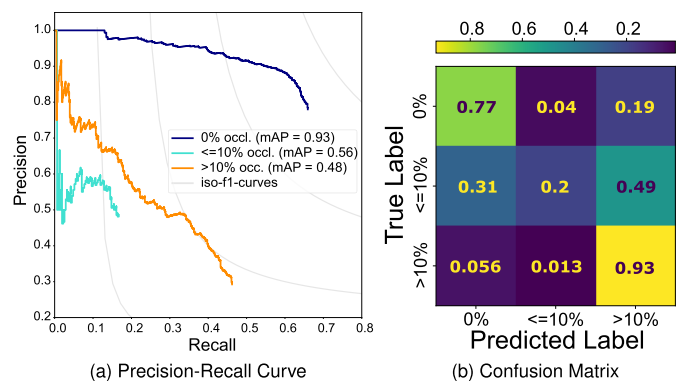 1.0
0.9
0.8
0.7
0.6
0.5
0.4
0.3
0.2
Precision
0% occl. (mAP = 0.93)
<=10% occl. (mAP = 0.56)
>10% occ. (mAP = 0.48)
iso-f1-curves
0.0 0.1 0.2 0.3 0.4 0.5 0.6 0.7 0.8
Recall
(a) Precision-Recall Curve
0.8 0.6 0.4 0.2
True Label
0%
<=10%
>10%
0.77 0.04 0.19
0.31 0.2 0.49
0.056 0.013 0.93
0% <=10% >10%
Predicted Label
(b) Confusion Matrix